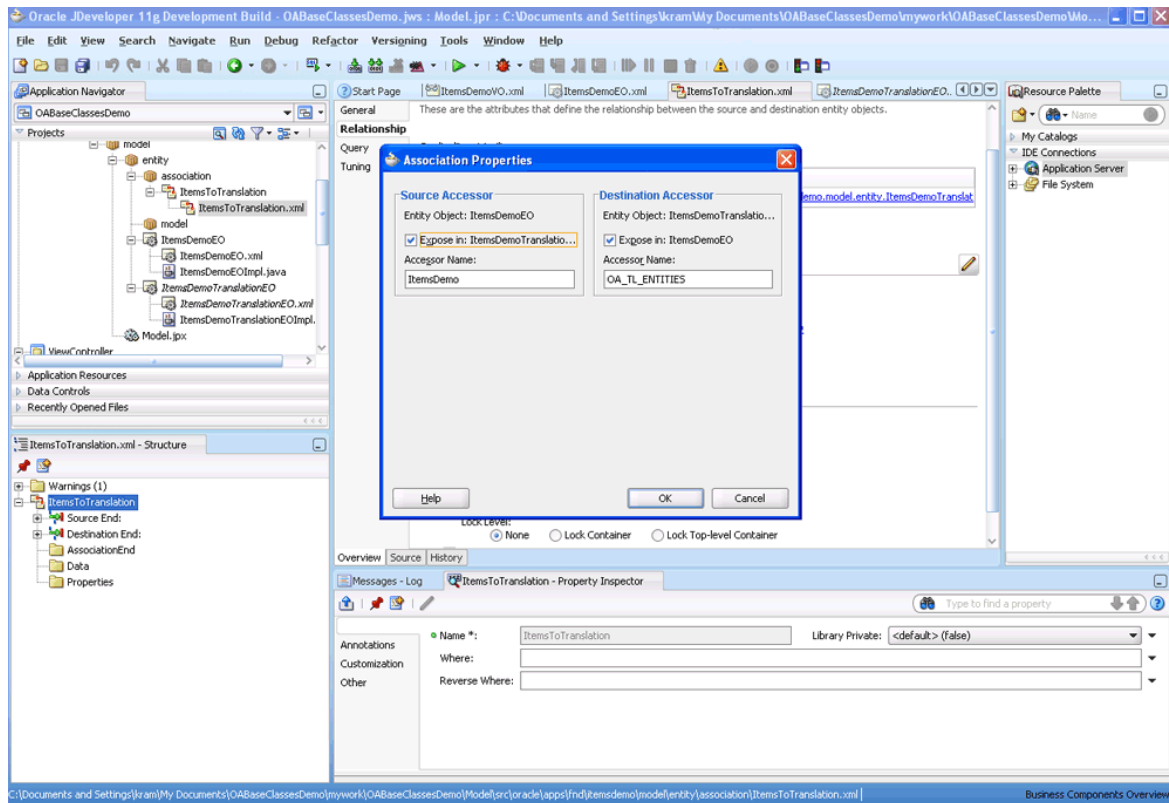 Oracle JDeveloper 11g Development Build - OABaseClassesDemo.jws : Model.jpr : C:\Documents and Settings\kram\My Documents\OABaseClassesDemo\mywork\OABaseClassesDemo\Mo...
File Edit View Search Navigate Run Debug Refactor Versioning Tools Window Help
Application Navigator
OABaseClassesDemo
Projects
model
entity
association
ItemsToTranslation
ItemsToTranslation.xml
model
ItemsDemoEO
ItemsDemoEO.xml
ItemsDemoEOImpl.java
ItemsDemoTranslationEO
ItemsDemoTranslationEO.xml
ItemsDemoTranslationEOImpl.
Model.jpx
ViewController
Application Resources
Data Controls
Recently Opened Files
ItemsToTranslation.xml - Structure
Warnings (1)
ItemsToTranslation
Source End:
Destination End:
AssociationEnd
Data
Properties
Start Page ItemsDemoVO.xml ItemsDemoEO.xml ItemsToTranslation.xml ItemsDemoTranslationEO..
General
Relationship
Query
Tuning
These are the attributes that define the relationship between the source and destination entity objects.
emo.model.entity.ItemsDemoTranslat
Association Properties
Source Accessor
Entity Object: ItemsDemoEO
Expose in: ItemsDemoTranslatio...
Accessor Name:
ItemsDemo
Destination Accessor
Entity Object: ItemsDemoTranslatio...
Expose in: ItemsDemoEO
Accessor Name:
OA_TL_ENTITIES
Help OK Cancel
Lock Level:
None Lock Container Lock Top-level Container
Overview Source History
Resource Palette
Name
My Catalogs
IDE Connections
Application Server
File System
Messages - Log ItemsToTranslation - Property Inspector
Type to find a property
Annotations
Customization
Other
Name *: ItemsToTranslation Library Private: <default> (false)
Where:
Reverse Where:
C:\Documents and Settings\kram\My Documents\OABaseClassesDemo\mywork\OABaseClassesDemo\Model\src\oracle\apps\fnd\itemsdemo\model\entity\association\ItemsToTranslation.xml Business Components Overview